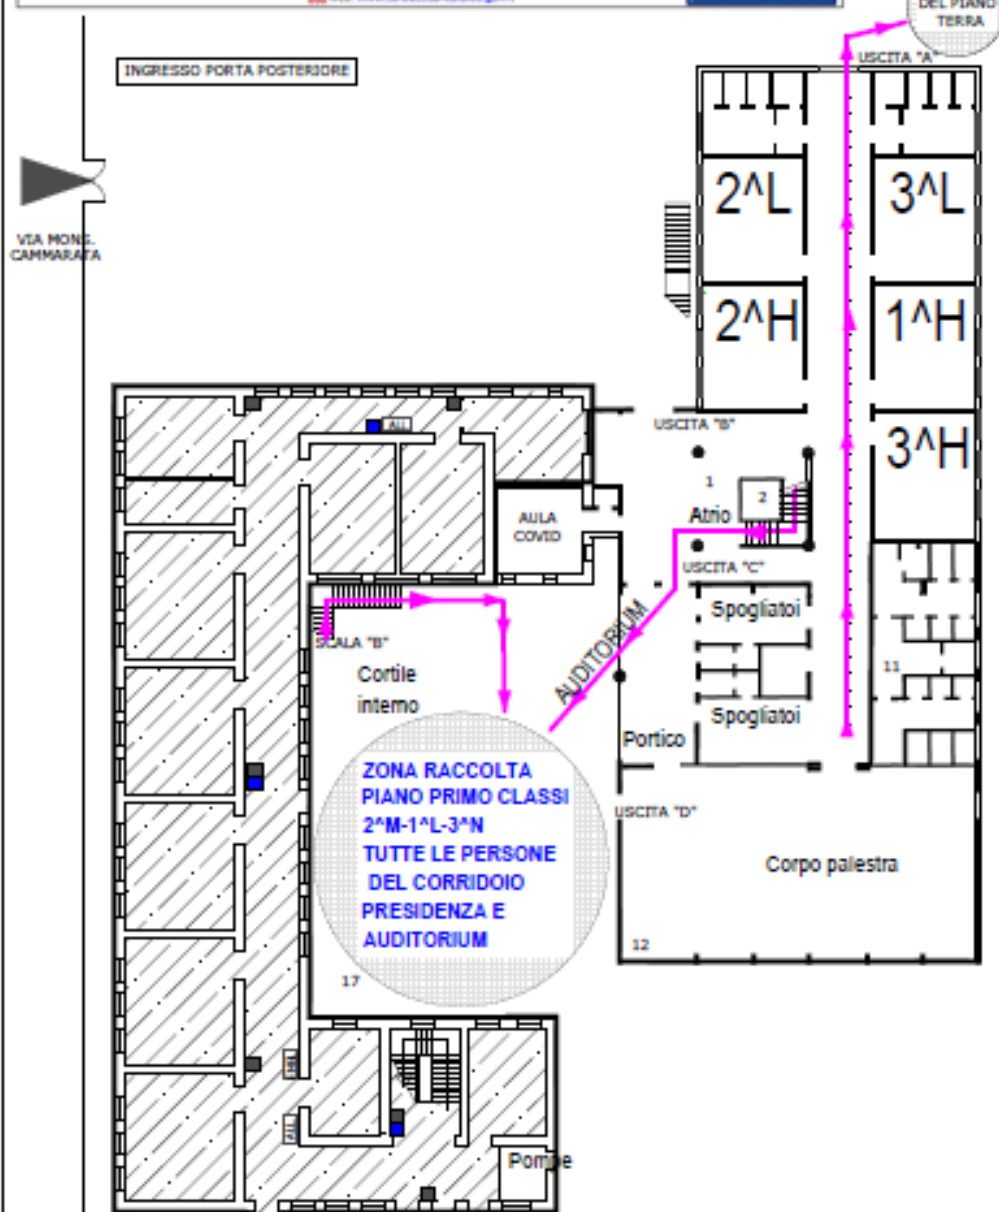 DEL PIANO
TERRA
USCITA "A"
INGRESSO PORTA POSTERIORE
VIA MONS.
CAMMARATA
2^L
3^L
2^H
1^H
3^H
USCITA "B"
1
2
Atrio
USCITA "C"
AULA
COVID
SCALA "B"
Cortile
interno
AUDITORIUM
Spogliatoi
Spogliatoi
11
Portico
USCITA "D"
Corpo palestra
12
ZONA RACCOLTA
PIANO PRIMO CLASSI
2^M-1^L-3^N
TUTTE LE PERSONE
DEL CORRIDOIO
PRESIDENZA E
AUDITORIUM
17
Pompe